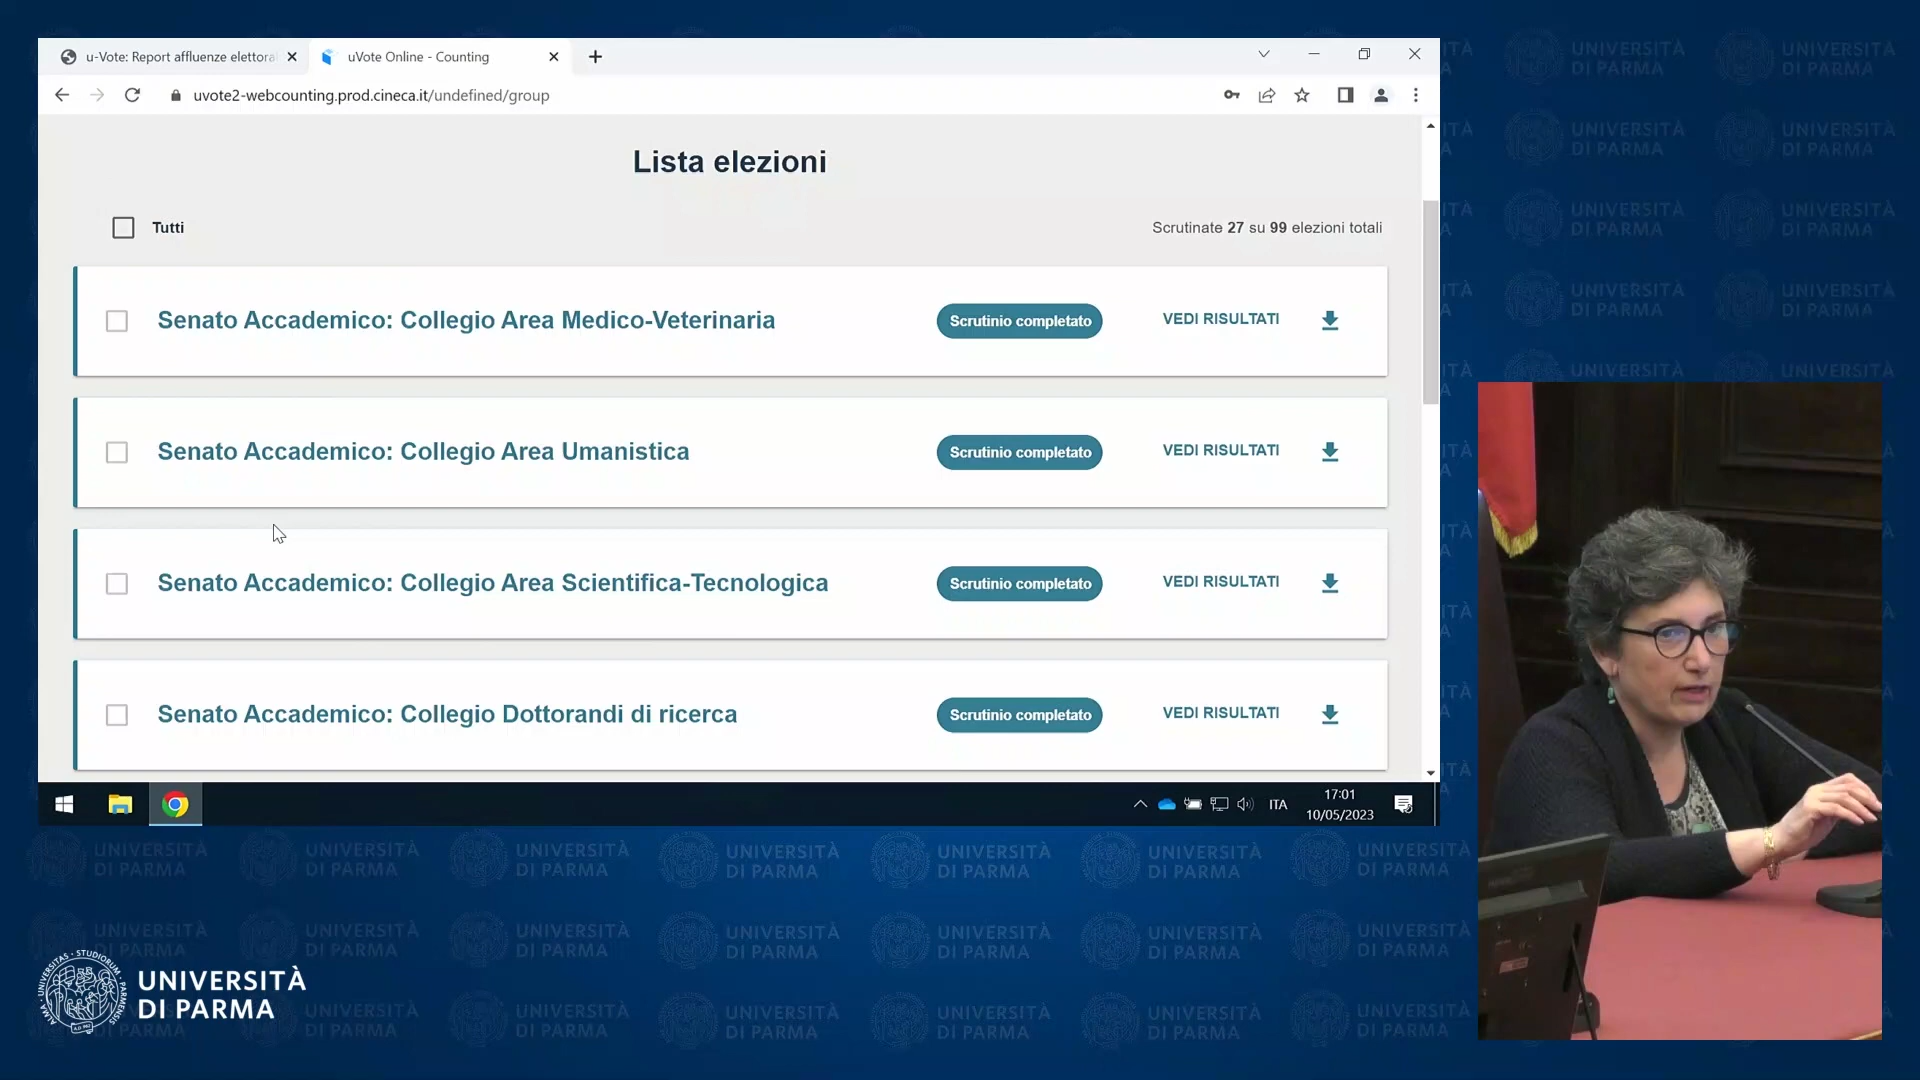 u-Vote: Report affluenze elettoral
uVote Online - Counting
uvote2-webcounting.prod.cineca.it/undefined/group
Lista elezioni
Tutti
Scrutinate 27 su 99 elezioni totali
Senato Accademico: Collegio Area Medico-Veterinaria
Scrutinio completato
VEDI RISULTATI
Senato Accademico: Collegio Area Umanistica
Scrutinio completato
VEDI RISULTATI
Senato Accademico: Collegio Area Scientifica-Tecnologica
Scrutinio completato
VEDI RISULTATI
Senato Accademico: Collegio Dottorandi di ricerca
Scrutinio completato
VEDI RISULTATI
ITA
17:01
10/05/2023
UNIVERSITÀ
DI PARMA